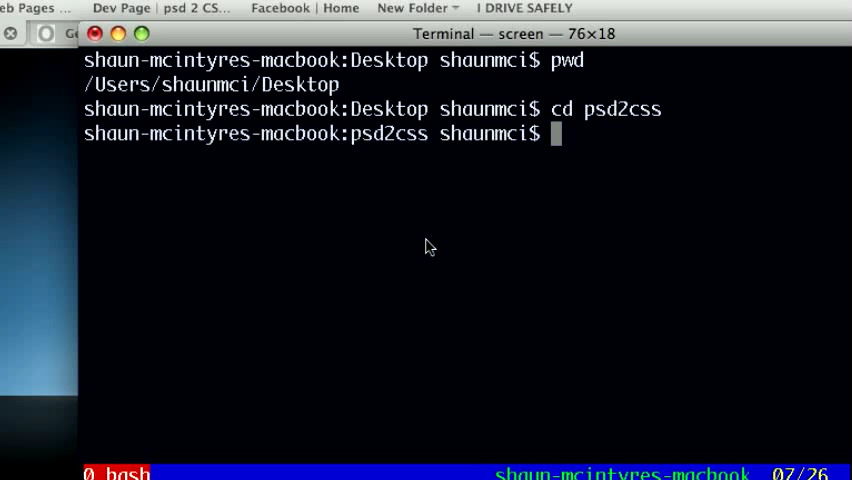 eb Pages ... Dev Page | psd 2 CS... Facebook | Home New Folder I DRIVE SAFELY
Ge Terminal — screen — 76×18
shaun-mcintyres-macbook:Desktop shaunmci$ pwd
/Users/shaunmci/Desktop
shaun-mcintyres-macbook:Desktop shaunmci$ cd psd2css
shaun-mcintyres-macbook:psd2css shaunmci$
0 bash shaun-mcintyres-macbook 07/26